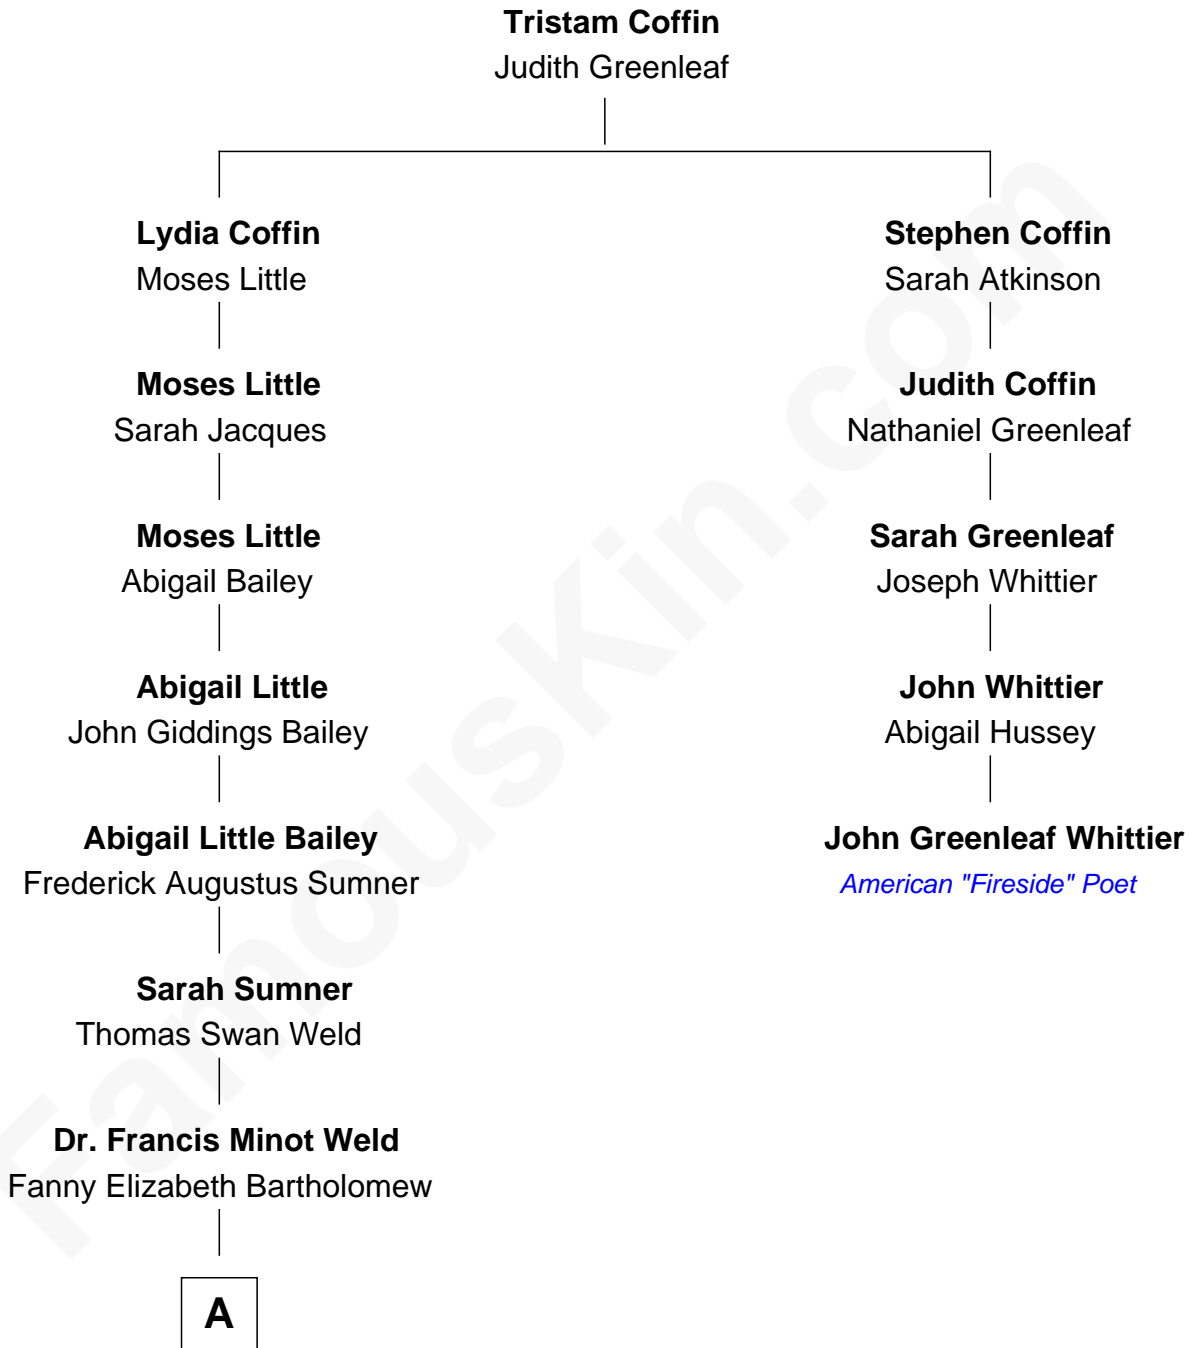 Tristam Coffin
Judith Greenleaf
Lydia Coffin
Moses Little
Stephen Coffin
Sarah Atkinson
Moses Little
Sarah Jacques
Judith Coffin
Nathaniel Greenleaf
Moses Little
Abigail Bailey
Sarah Greenleaf
Joseph Whittier
Abigail Little
John Giddings Bailey
John Whittier
Abigail Hussey
Abigail Little Bailey
Frederick Augustus Sumner
John Greenleaf Whittier
American "Fireside" Poet
Sarah Sumner
Thomas Swan Weld
Dr. Francis Minot Weld
Fanny Elizabeth Bartholomew
A
FamousKin.com